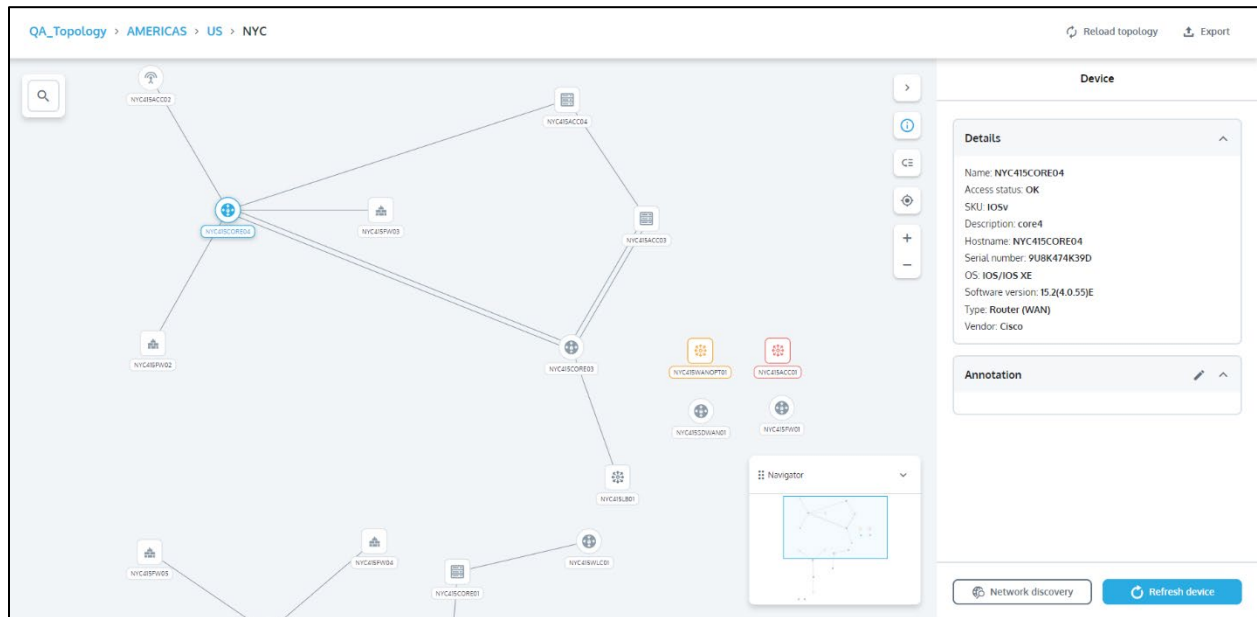 QA_Topology > AMERICAS > US > NYC
Reload topology
Export
NYC415ACC02
NYC415ACC04
NYC415CORE04
NYC415FW03
NYC415ACC03
NYC415FW02
NYC415CORE03
NYC415WANOPT01
NYC415ACC01
NYC415SDWAN01
NYC415FW01
NYC415LB01
NYC415FW05
NYC415FW04
NYC415CORE01
NYC415WLC01
Navigator
Device
Details
Name: NYC415CORE04
Access status: OK
SKU: IOSv
Description: core4
Hostname: NYC415CORE04
Serial number: 9U8K474K39D
OS: IOS/IOS XE
Software version: 15.2(4.0.55)E
Type: Router (WAN)
Vendor: Cisco
Annotation
Network discovery
Refresh device